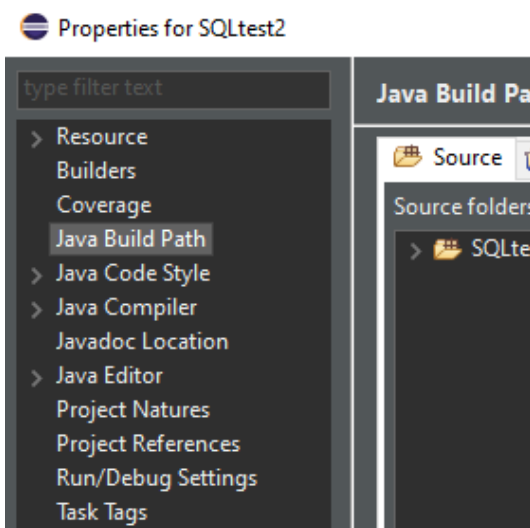 Properties for SQLtest2
type filter text
Resource
Builders
Coverage
Java Build Path
Java Code Style
Java Compiler
Javadoc Location
Java Editor
Project Natures
Project References
Run/Debug Settings
Task Tags
Java Build Pa
Source
Source folders
SQLte